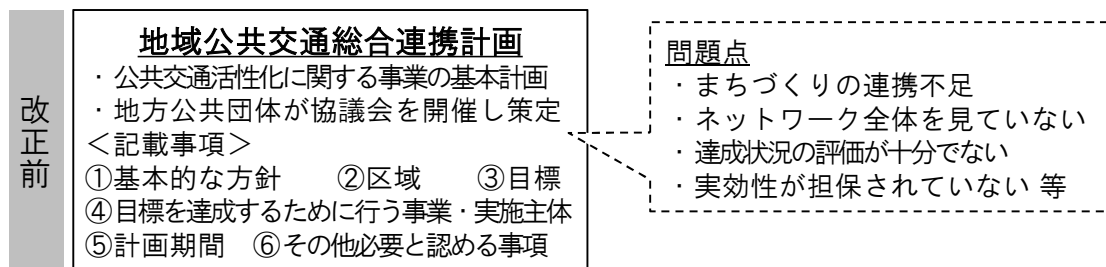 改正前
地域公共交通総合連携計画
・公共交通活性化に関する事業の基本計画
・地方公共団体が協議会を開催し策定
<記載事項>
①基本的な方針 ②区域 ③目標
④目標を達成するために行う事業・実施主体
⑤計画期間 ⑥その他必要と認める事項
問題点
・まちづくりの連携不足
・ネットワーク全体を見ていない
・達成状況の評価が十分でない
・実効性が担保されていない 等